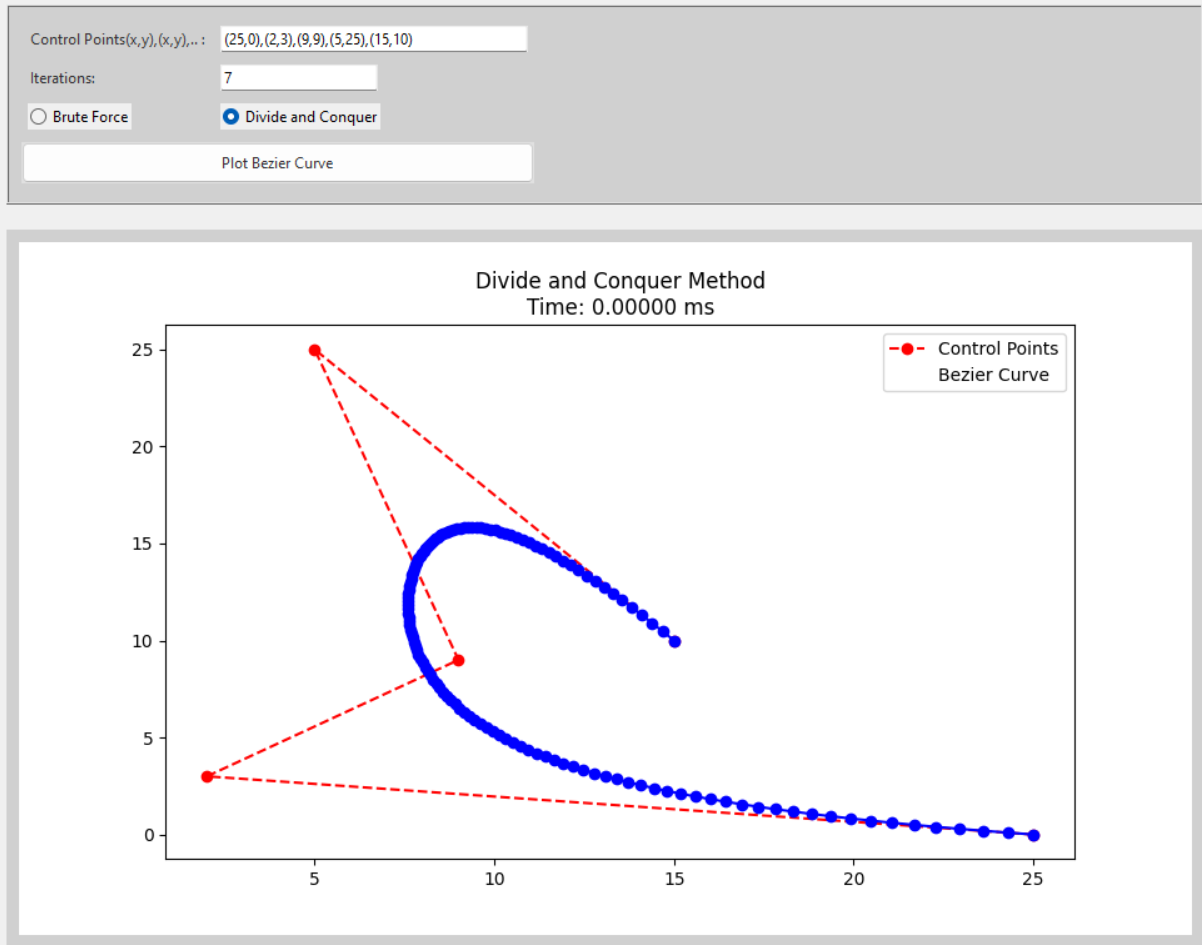 Control Points(x,y),(x,y),.. : (25,0),(2,3),(9,9),(5,25),(15,10)
Iterations: 7
Brute Force Divide and Conquer
Plot Bezier Curve
Divide and Conquer Method
Time: 0.00000 ms
Control Points
Bezier Curve
25
20
15
10
5
0
5 10 15 20 25